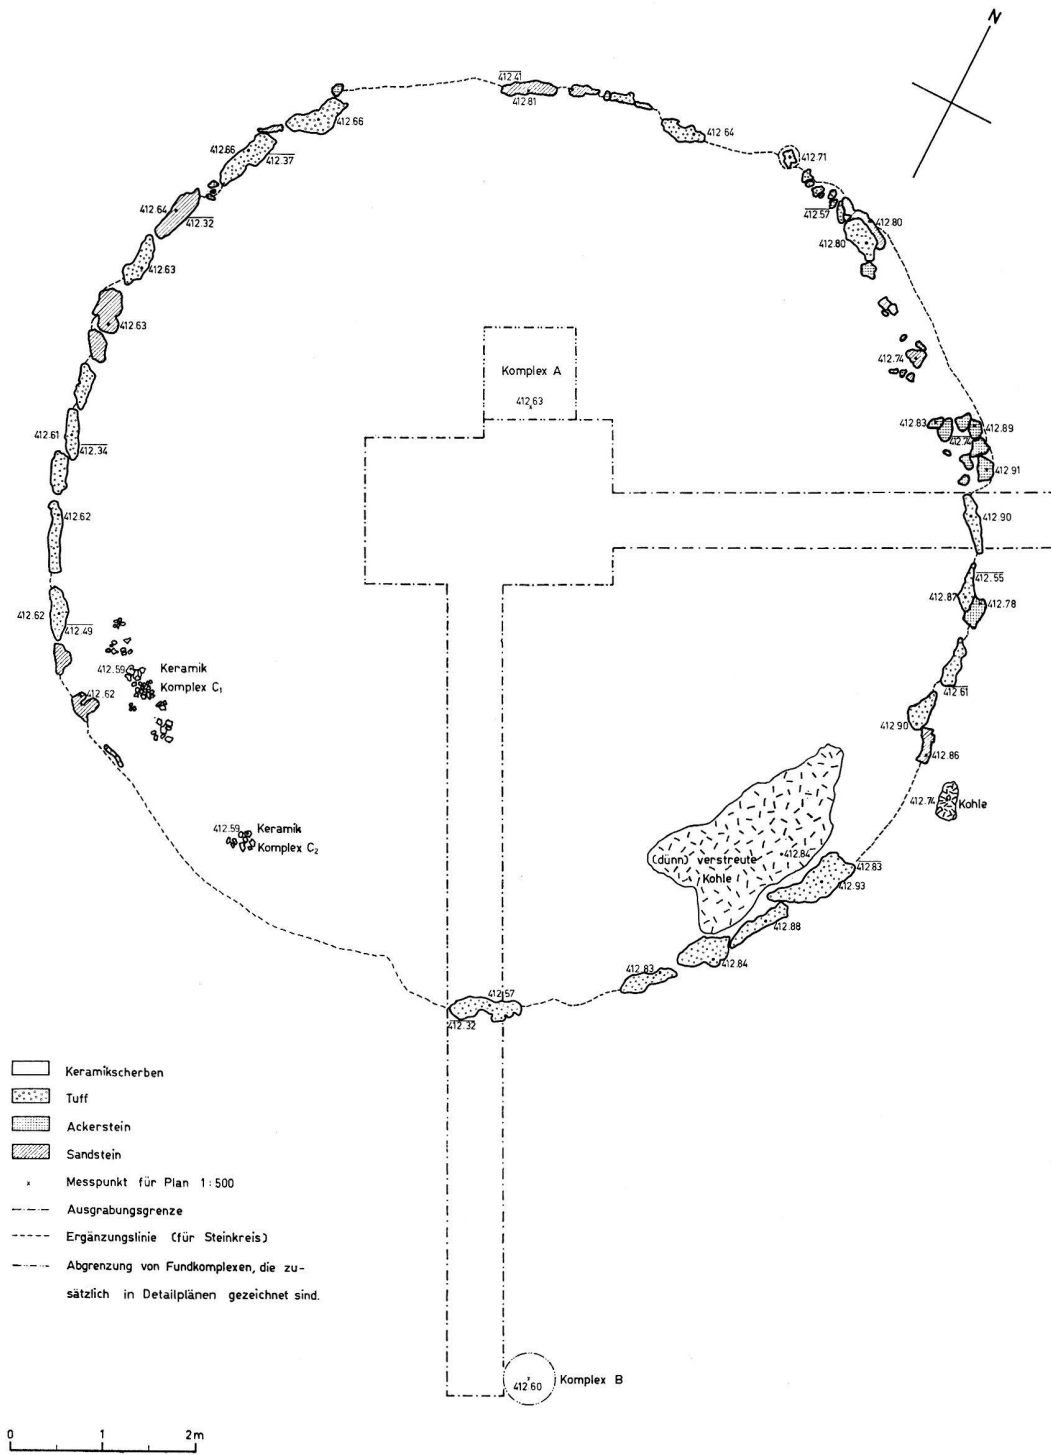 N
412.41
412.81
412.66
412.64
412.71
412.66
412.37
412.64
412.32
412.57
412.80
412.80
412.63
412.63
412.74
Komplex A
412.63
412.83
412.89
412.74
412.91
412.61
412.34
412.62
412.90
412.55
412.87
412.78
412.62
412.49
412.59
Keramik
Komplex C1
412.62
412.61
412.90
412.86
412.74
Kohle
412.59
Keramik
Komplex C2
(dünn) verstreute
Kohle
412.84
412.83
412.93
412.88
412.84
412.83
412.57
412.32
Keramikscherben
Tuff
Ackerstein
Sandstein
x Messpunkt für Plan 1:500
Ausgrabungsgrenze
Ergänzungslinie (für Steinkreis)
Abgrenzung von Fundkomplexen, die zu-
sätzlich in Detailplänen gezeichnet sind.
412.60
Komplex B
0 1 2m